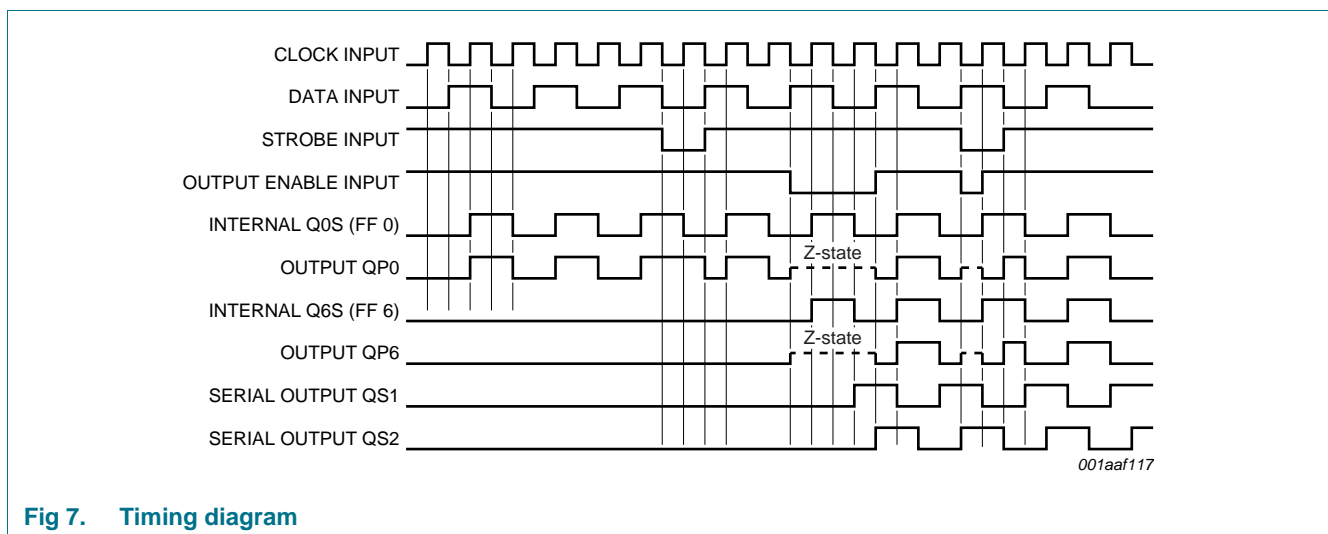 CLOCK INPUT
DATA INPUT
STROBE INPUT
OUTPUT ENABLE INPUT
INTERNAL Q0S (FF 0)
Z-state
OUTPUT QP0
INTERNAL Q6S (FF 6)
Z-state
OUTPUT QP6
SERIAL OUTPUT QS1
SERIAL OUTPUT QS2
001aaf117
Fig 7. Timing diagram